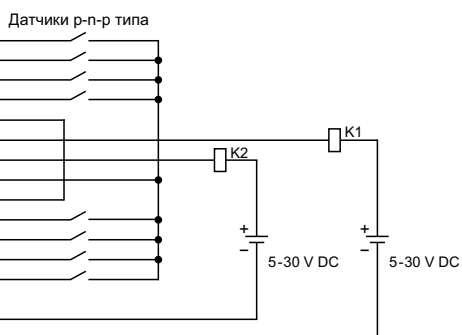 Датчики p-n-p типа
K1
K2
+
+
–
–
5-30 V DC
5-30 V DC